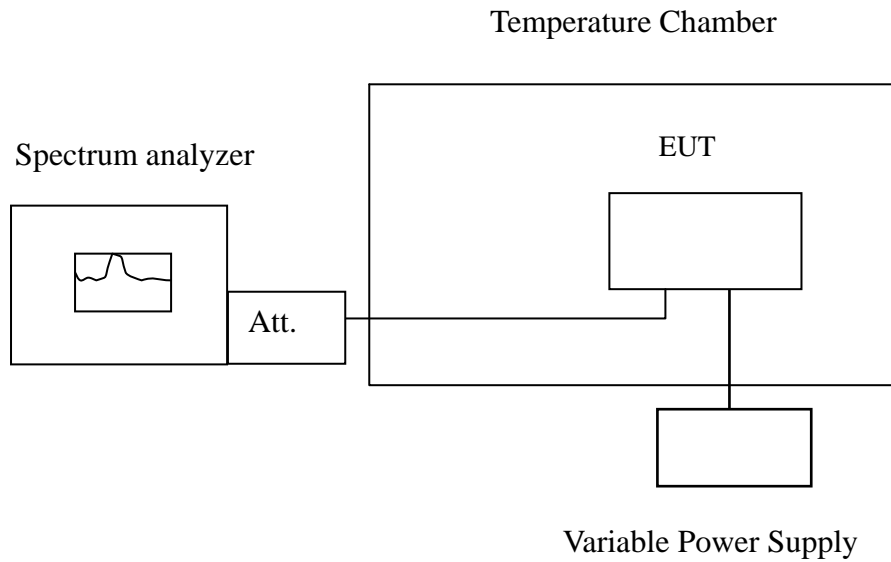 Temperature Chamber
Spectrum analyzer
EUT
Att.
Variable Power Supply